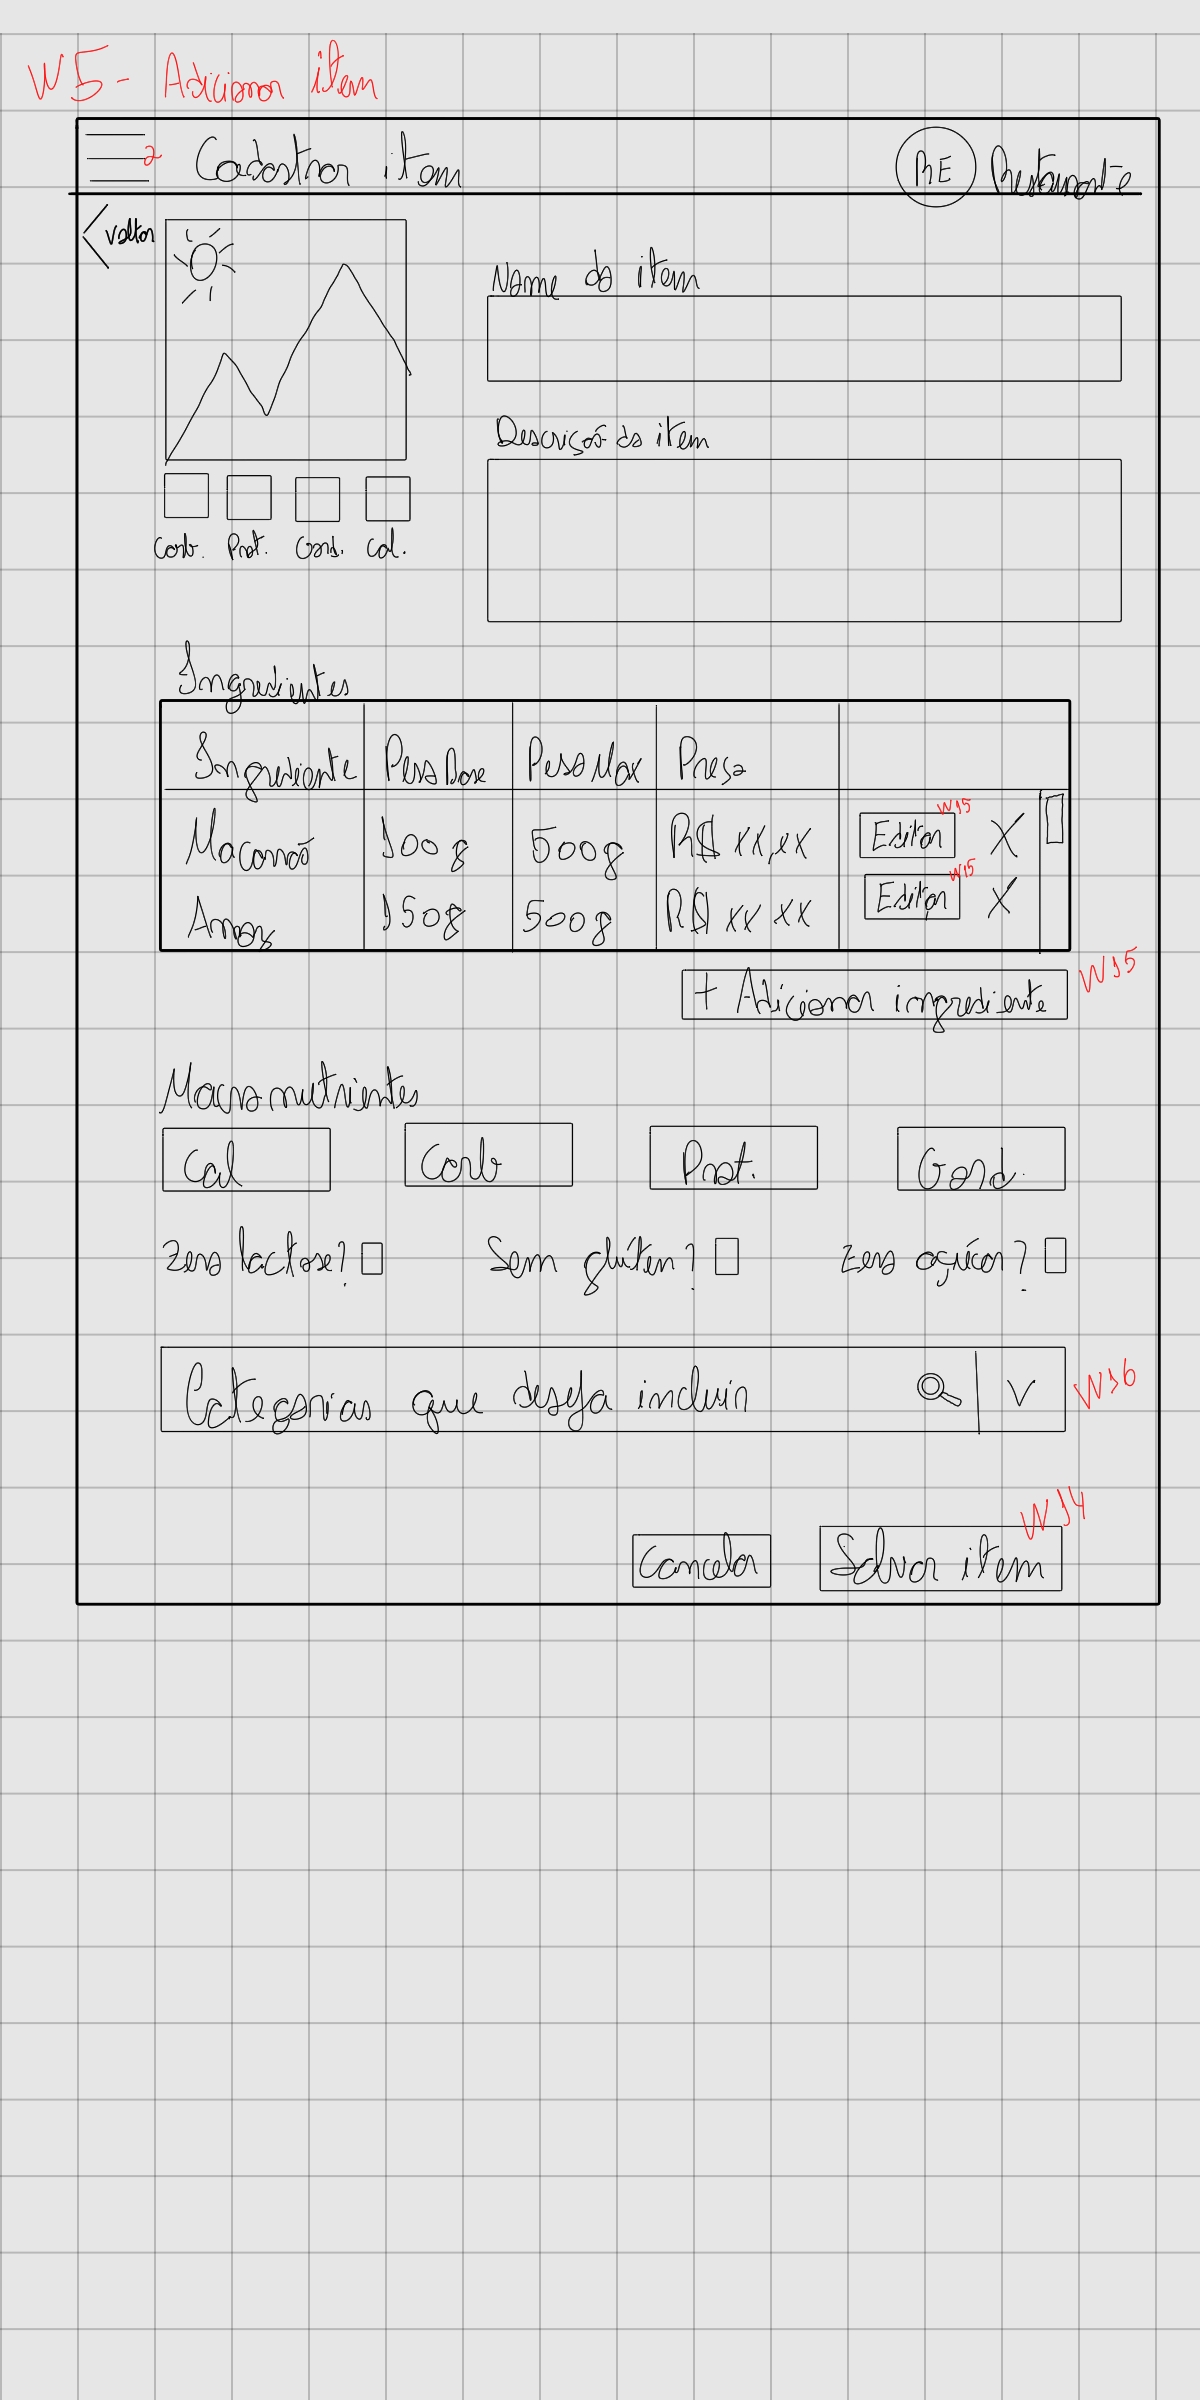 W5 - Adicionar item
2 Cadastrar item RE Restaurante
voltar
Nome do item
Descrição do item
Carb. Prot. Gord. Cal.
Ingredientes
Ingrediente Peso Base Peso Max Preço
Macarrão 100g 500g R$ xx,xx Editar W15 X
Arroz 150g 500g R$ xx xx Editar W15 X
+ Adicionar ingrediente W15
Macronutrientes
Cal Carb Prot. Gord.
Zero lactose? Sem glúten? Zero açúcar?
Categorias que deseja incluir V W16
Cancelar Salvar item W14